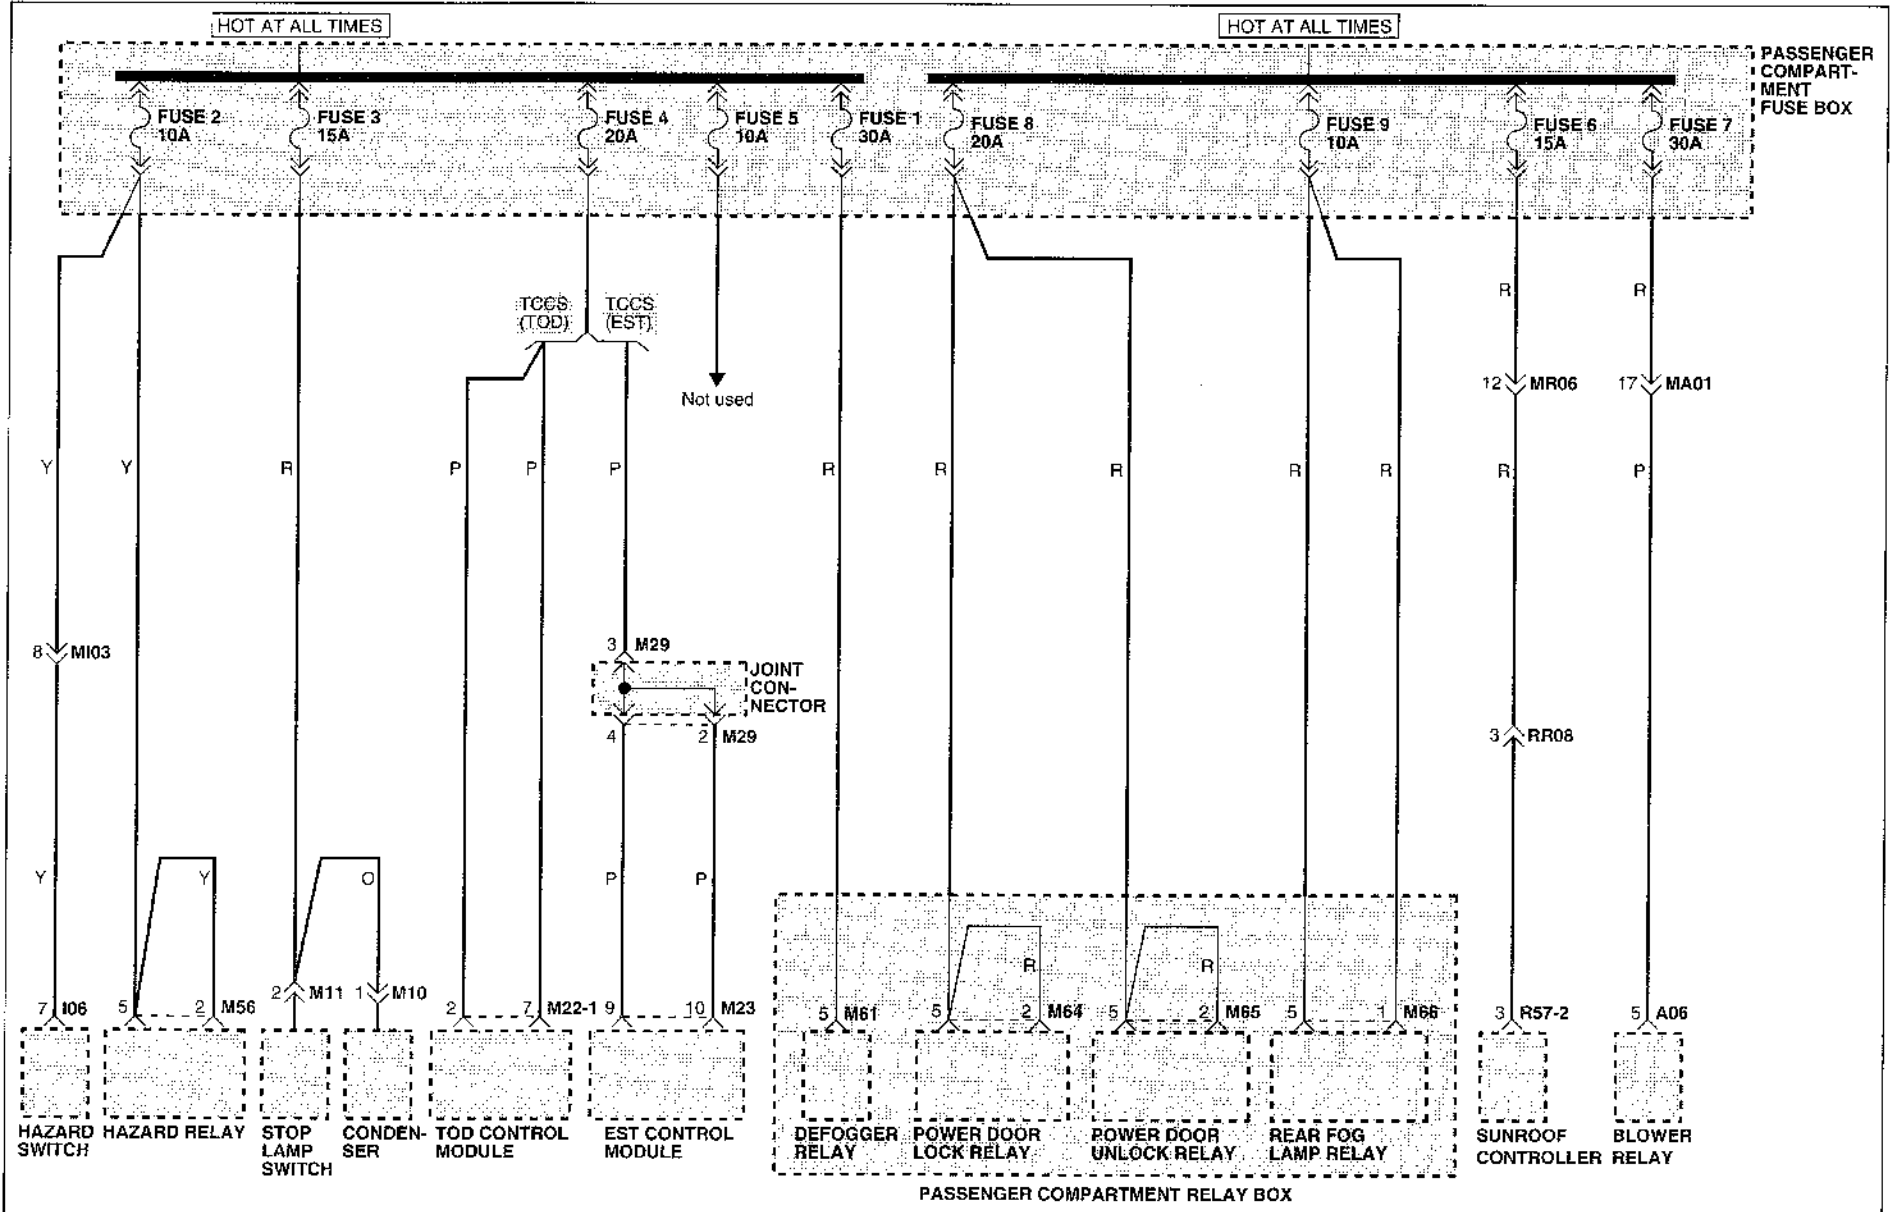 HOT AT ALL TIMES
HOT AT ALL TIMES
PASSENGER
COMPART-
MENT
FUSE BOX
FUSE 2
10A
FUSE 3
15A
FUSE 4
20A
FUSE 5
10A
FUSE 1
30A
FUSE 8
20A
FUSE 9
10A
FUSE 6
15A
FUSE 7
30A
R
R
TCCS
(TOD)
TCCS
(EST)
Not used
12 MR06
17 MA01
Y
Y
R
P
P
P
R
R
R
R
R
R
P
8 MI03
3 M29
JOINT
CON-
NECTOR
4
2 M29
3 RR08
Y
Y
O
P
P
R
R
2 M11
1 M10
7 I06
5
2 M56
2
7 M22-1
9
10 M23
5 M61
5
2 M64
5
2 M65
5
1 M66
3 R57-2
5 A06
HAZARD
SWITCH
HAZARD RELAY
STOP
LAMP
SWITCH
CONDEN-
SER
TOD CONTROL
MODULE
EST CONTROL
MODULE
DEFOGGER
RELAY
POWER DOOR
LOCK RELAY
POWER DOOR
UNLOCK RELAY
REAR FOG
LAMP RELAY
SUNROOF
CONTROLLER
BLOWER
RELAY
PASSENGER COMPARTMENT RELAY BOX